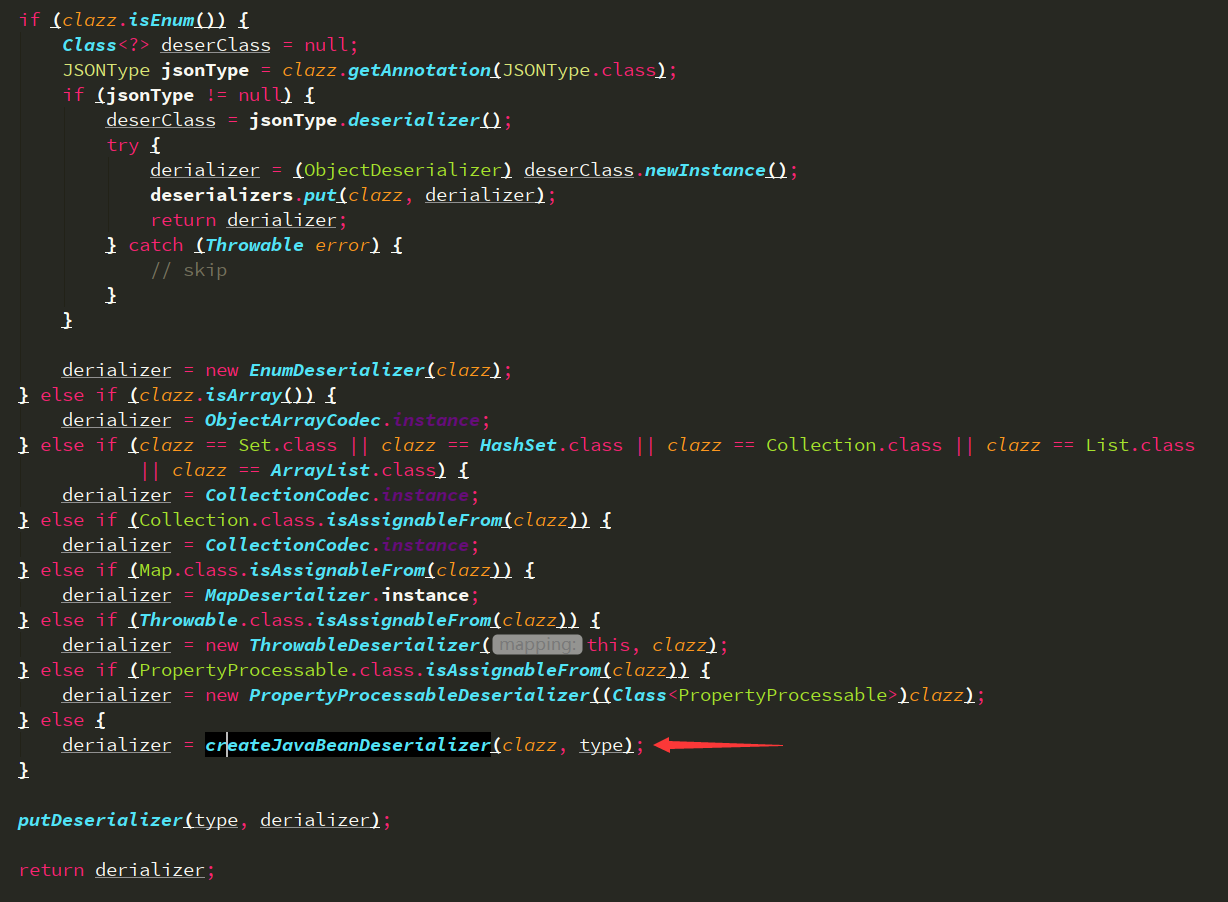 if (clazz.isEnum()) {
    Class<?> deserClass = null;
    JSONType jsonType = clazz.getAnnotation(JSONType.class);
    if (jsonType != null) {
        deserClass = jsonType.deserializer();
        try {
            derializer = (ObjectDeserializer) deserClass.newInstance();
            deserializers.put(clazz, derializer);
            return derializer;
        } catch (Throwable error) {
            // skip
        }
    }

    derializer = new EnumDeserializer(clazz);
} else if (clazz.isArray()) {
    derializer = ObjectArrayCodec.instance;
} else if (clazz == Set.class || clazz == HashSet.class || clazz == Collection.class || clazz == List.class
           || clazz == ArrayList.class) {
    derializer = CollectionCodec.instance;
} else if (Collection.class.isAssignableFrom(clazz)) {
    derializer = CollectionCodec.instance;
} else if (Map.class.isAssignableFrom(clazz)) {
    derializer = MapDeserializer.instance;
} else if (Throwable.class.isAssignableFrom(clazz)) {
    derializer = new ThrowableDeserializer( mapping: this, clazz);
} else if (PropertyProcessable.class.isAssignableFrom(clazz)) {
    derializer = new PropertyProcessableDeserializer((Class<PropertyProcessable>)clazz);
} else {
    derializer = createJavaBeanDeserializer(clazz, type);
}

putDeserializer(type, derializer);

return derializer;